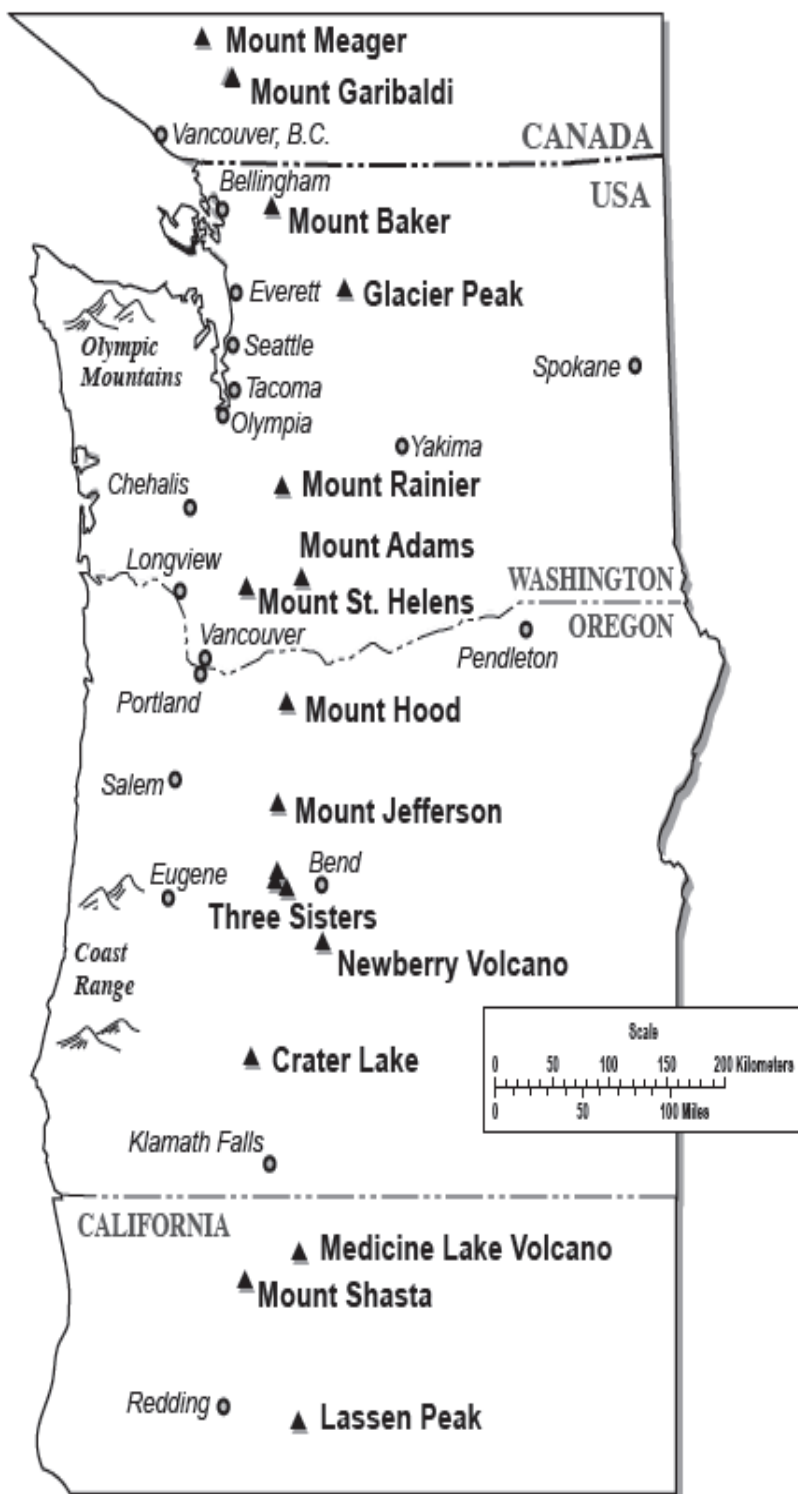 Mount Meager
Mount Garibaldi
Vancouver, B.C.
CANADA
USA
Bellingham
Mount Baker
Everett
Glacier Peak
Olympic
Mountains
Seattle
Spokane
Tacoma
Olympia
Yakima
Chehalis
Mount Rainier
Mount Adams
Longview
WASHINGTON
Mount St. Helens
OREGON
Vancouver
Pendleton
Portland
Mount Hood
Salem
Mount Jefferson
Eugene
Bend
Three Sisters
Coast
Range
Newberry Volcano
Scale
0 50 100 150 200 Kilometers
0 50 100 Miles
Crater Lake
Klamath Falls
CALIFORNIA
Medicine Lake Volcano
Mount Shasta
Redding
Lassen Peak